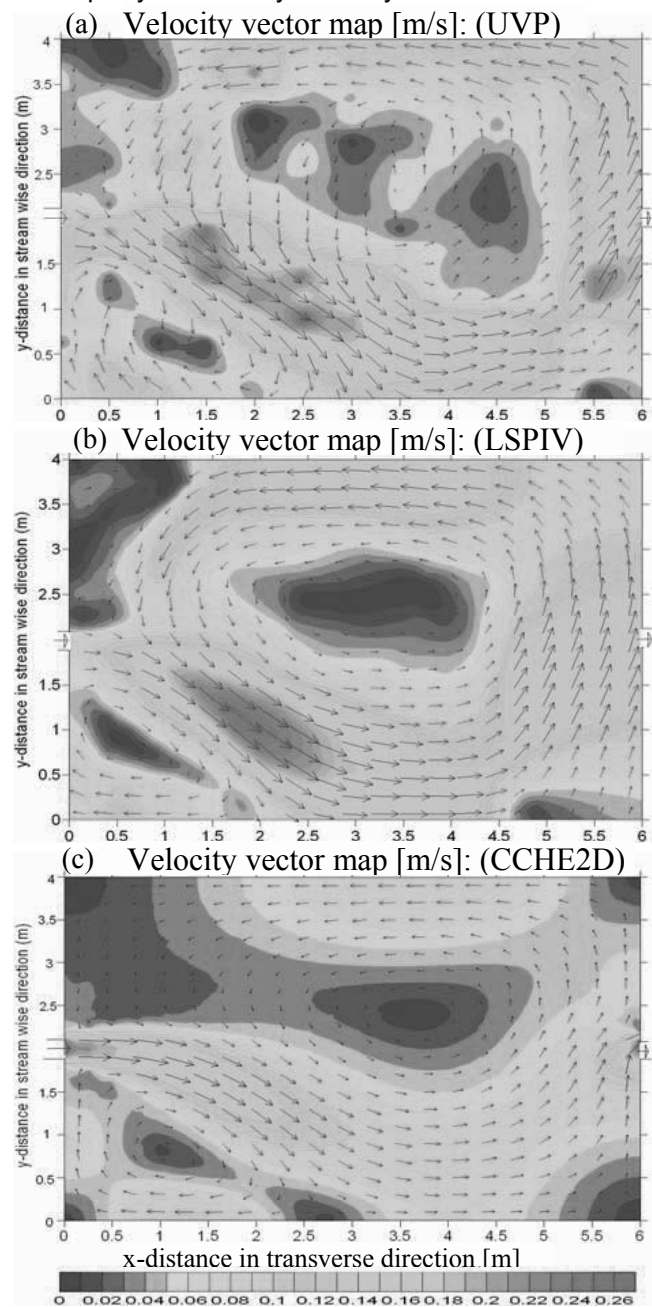 (a) Velocity vector map [m/s]: (UVP)
4
3.5
3
2.5
2
1.5
1
0.5
0
y-distance in stream wise direction (m)
0 0.5 1 1.5 2 2.5 3 3.5 4 4.5 5 5.5 6
(b) Velocity vector map [m/s]: (LSPIV)
4
3.5
3
2.5
2
1.5
1
0.5
0
y-distance in stream wise direction (m)
0 0.5 1 1.5 2 2.5 3 3.5 4 4.5 5 5.5 6
(c) Velocity vector map [m/s]: (CCHE2D)
4
3.5
3
2.5
2
1.5
1
0.5
0
y-distance in stream wise direction (m)
0 0.5 1 1.5 2 2.5 3 3.5 4 4.5 5 5.5 6
x-distance in transverse direction [m]
0 0.02 0.04 0.06 0.08 0.1 0.12 0.14 0.16 0.18 0.2 0.22 0.24 0.26